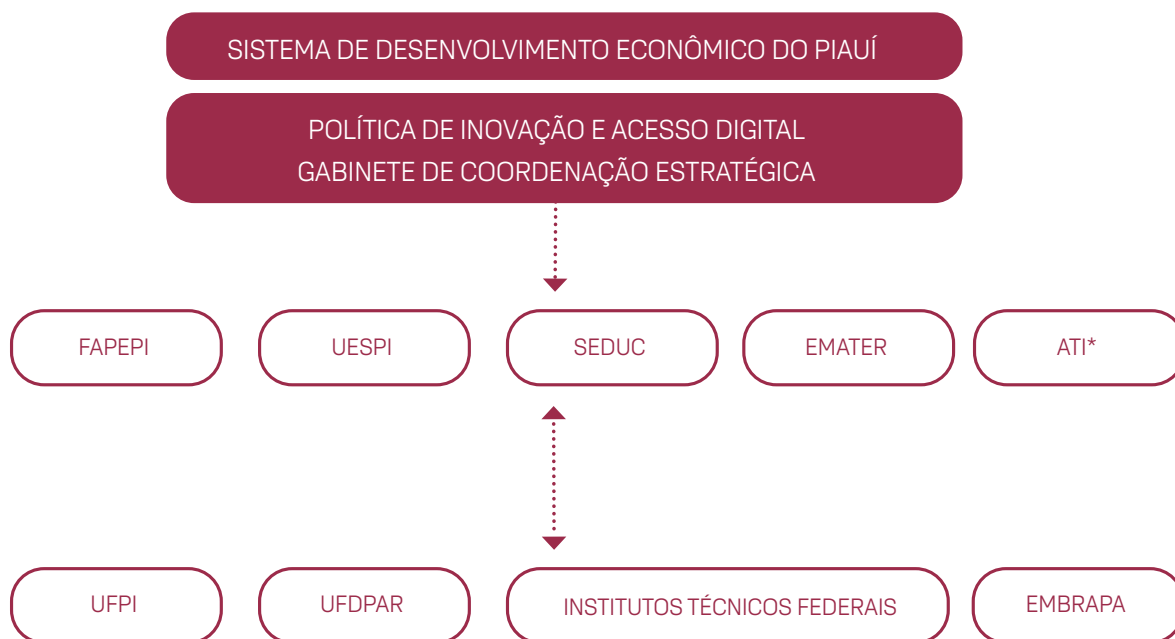 SISTEMA DE DESENVOLVIMENTO ECONÔMICO DO PIAUÍ
POLÍTICA DE INOVAÇÃO E ACESSO DIGITAL
GABINETE DE COORDENAÇÃO ESTRATÉGICA
FAPEPI
UESPI
SEDUC
EMATER
ATI*
UFPI
UFDPAR
INSTITUTOS TÉCNICOS FEDERAIS
EMBRAPA